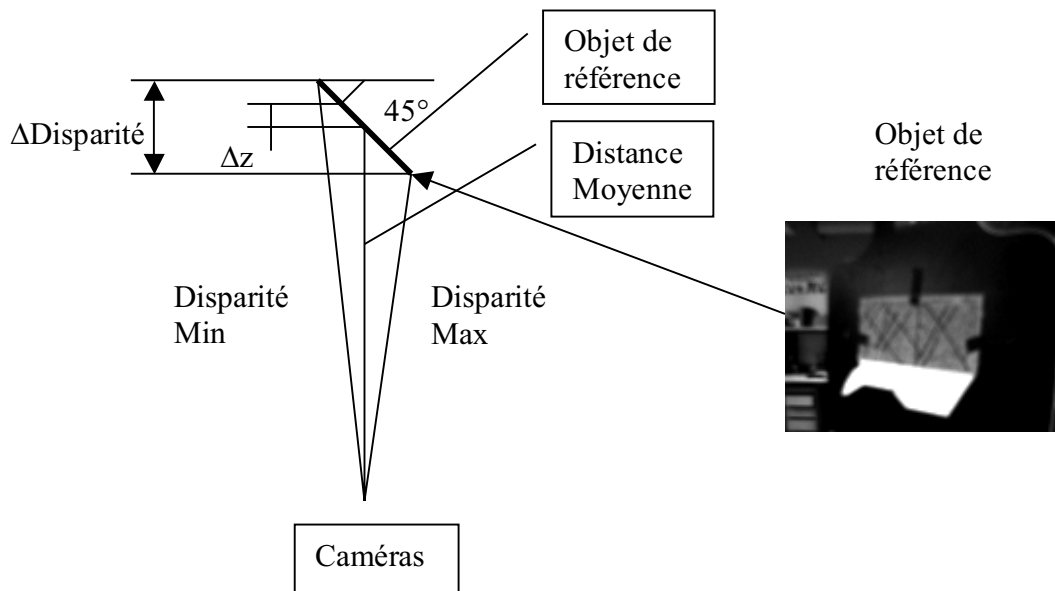 Objet de
référence
45°
ΔDisparité
Δz
Distance
Moyenne
Objet de
référence
Disparité
Min
Disparité
Max
Caméras